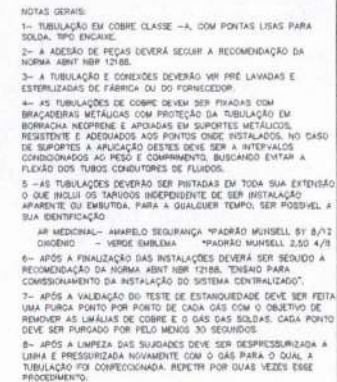 NOTAS GERAIS:
1- TUBULAÇÃO EM COBRE CLASSE -A, COM PONTAS LISAS PARA
SOLDA, TIPO ENCAIXE.
2- A ADESÃO DE PEÇAS DEVERÁ SEGUIR A RECOMENDAÇÃO DA
NORMA ABNT NBR 12188.
3- A TUBULAÇÃO E CONEXÕES DEVERÃO VIR PRÉ LAVADAS E
ESTERILIZADAS DE FÁBRICA OU DO FORNECEDOR.
4- AS TUBULAÇÕES DE COBRE DEVEM SER FIXADAS COM
BRAÇADEIRAS METÁLICAS COM PROTEÇÃO DA TUBULAÇÃO EM
BORRACHA NEOPRENE E APOIADAS EM SUPORTES METÁLICOS,
RESISTENTE E ADEQUADOS AOS PONTOS ONDE INSTALADOS. NO CASO
DE SUPORTES A APLICAÇÃO DESTES DEVE SER A INTERVALOS
CONDICIONADOS AO PESO E COMPRIMENTO, BUSCANDO EVITAR A
FLEXÃO DOS TUBOS CONDUTORES DE FLUIDOS.
5 -AS TUBULAÇÕES DEVERÃO SER PINTADAS EM TODA SUA EXTENSÃO
O QUE INCLUI OS TARUGOS INDEPENDENTE DE SER INSTALAÇÃO
APARENTE OU EMBUTIDA, PARA A QUALQUER TEMPO, SER POSSÍVEL A
SUA IDENTIFICAÇÃO:
AR MEDICINAL- AMARELO SEGURANÇA *PADRÃO MUNSELL 5Y 8/12
OXIGÊNIO - VERDE EMBLEMA *PADRÃO MUNSELL 2,5G 4/8
6- APÓS A FINALIZAÇÃO DAS INSTALAÇÕES DEVERÁ SER SEGUIDO A
RECOMENDAÇÃO DA NORMA ABNT NBR 12188, "ENSAIO PARA
COMISSIONAMENTO DA INSTALAÇÃO DO SISTEMA CENTRALIZADO".
7- APÓS A VALIDAÇÃO DO TESTE DE ESTANQUEIDADE DEVE SER FEITA
UMA PURGA PONTO POR PONTO DE CADA GÁS COM O OBJETIVO DE
REMOVER AS LIMALIAS DE COBRE E O GÁS DAS SOLDAS. CADA PONTO
DEVE SER PURGADO POR PELO MENOS 30 SEGUNDOS.
8- APÓS A LIMPEZA DAS SUJIDADES DEVE SER DESPRESSURIZADA A
LINHA E PRESSURIZADA NOVAMENTE COM O GÁS PARA O QUAL A
TUBULAÇÃO FOI CONFECCIONADA. REPETIR POR DUAS VEZES ESSE
PROCEDIMENTO.